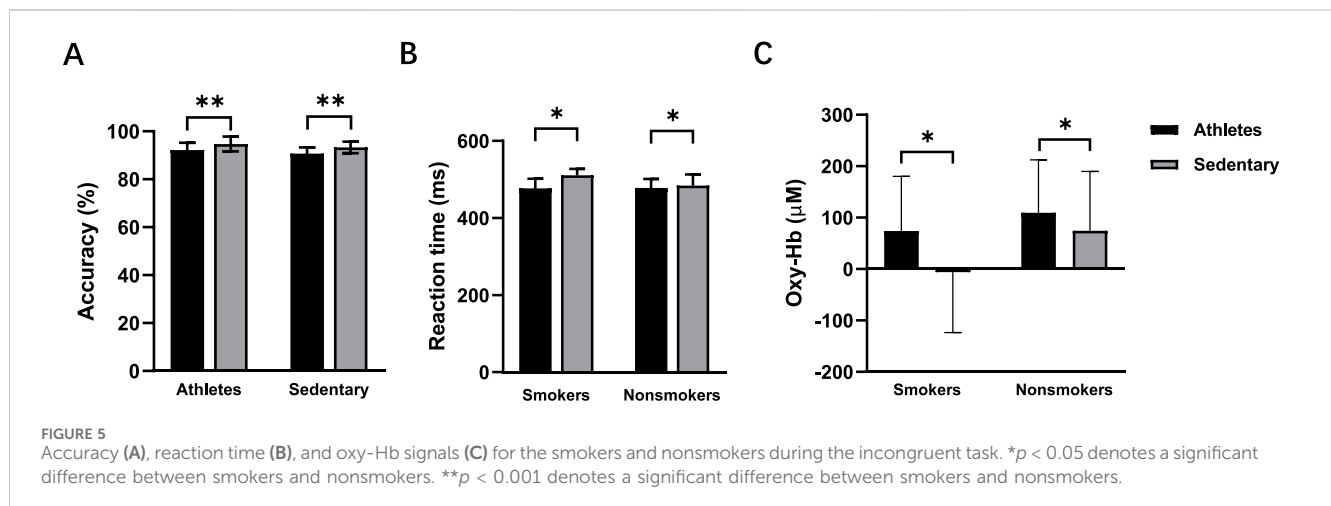 A
B
C
**
**
*
*
*
*
Accuracy (%)
100
80
60
40
20
0
Athletes
Sedentary
Reaction time (ms)
600
400
200
0
Smokers
Nonsmokers
Oxy-Hb (μM)
300
200
100
0
-100
-200
Smokers
Nonsmokers
Athletes
Sedentary
FIGURE 5
Accuracy (A), reaction time (B), and oxy-Hb signals (C) for the smokers and nonsmokers during the incongruent task. *p < 0.05 denotes a significant
difference between smokers and nonsmokers. **p < 0.001 denotes a significant difference between smokers and nonsmokers.